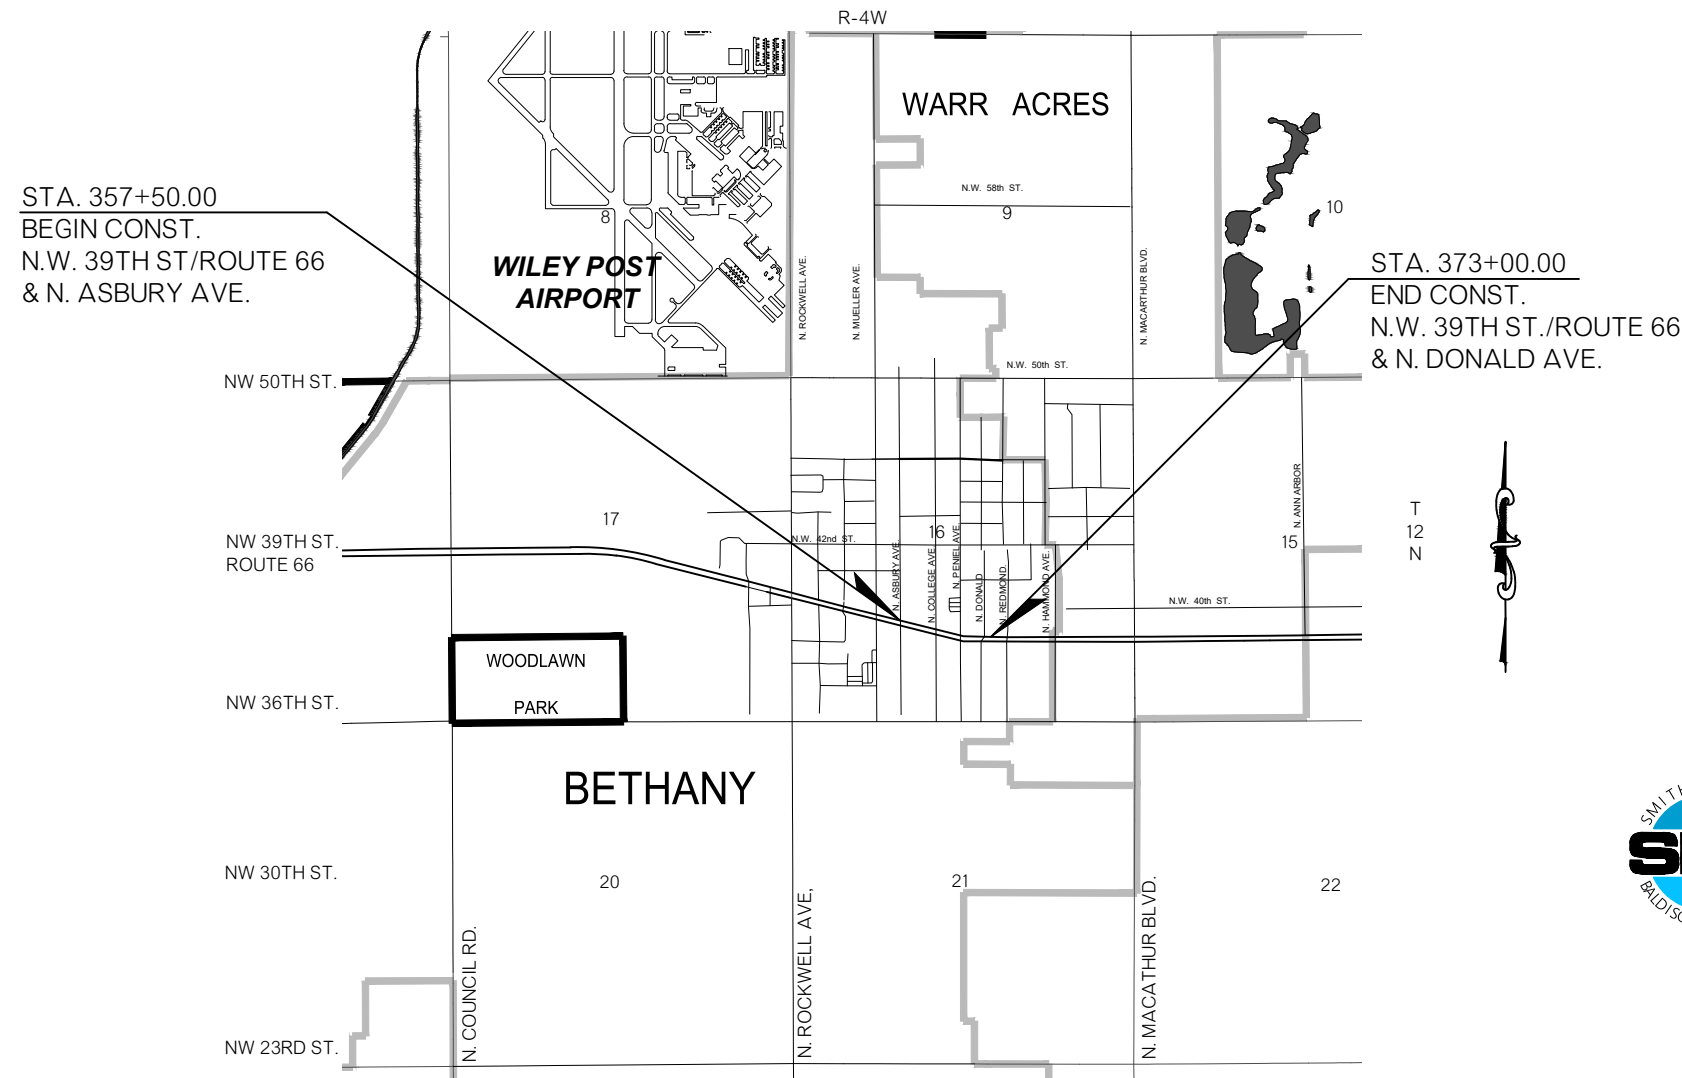 R-4W
WARR ACRES
STA. 357+50.00
BEGIN CONST.
N.W. 39TH ST/ROUTE 66
& N. ASBURY AVE.
N.W. 58th ST.
8
9
10
WILEY POST
AIRPORT
N. ROCKWELL AVE.
N. MUELLER AVE.
N. MACARTHUR BLVD.
STA. 373+00.00
END CONST.
N.W. 39TH ST./ROUTE 66
& N. DONALD AVE.
N.W. 50th ST.
NW 50TH ST.
N. ANN ARBOR
T
12
N
17
16
15
N.W. 42nd ST.
NW 39TH ST.
ROUTE 66
N. ASBURY AVE.
N. COLLEGE AVE.
N. PENIEL AVE.
N. DONALD
N. REDMOND.
N. HAMMOND AVE.
N.W. 40th ST.
WOODLAWN
PARK
NW 36TH ST.
BETHANY
NW 30TH ST.
20
21
22
N. COUNCIL RD.
N. ROCKWELL AVE,
N. MACATHUR BLVD.
NW 23RD ST.
SMITH
BALDISC